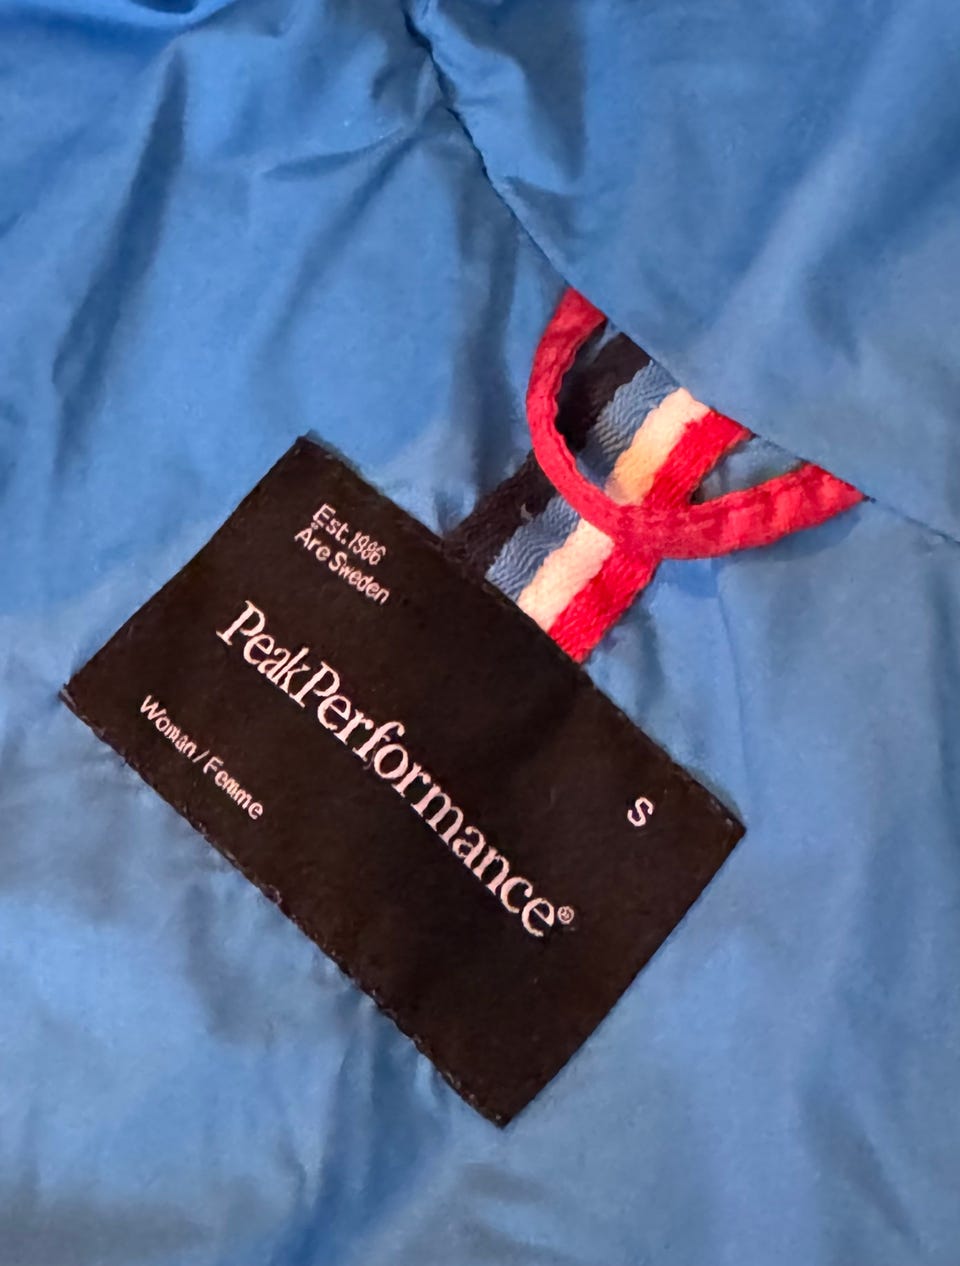 Est.1986
Åre Sweden
PeakPerformance®
Woman / Femme
S